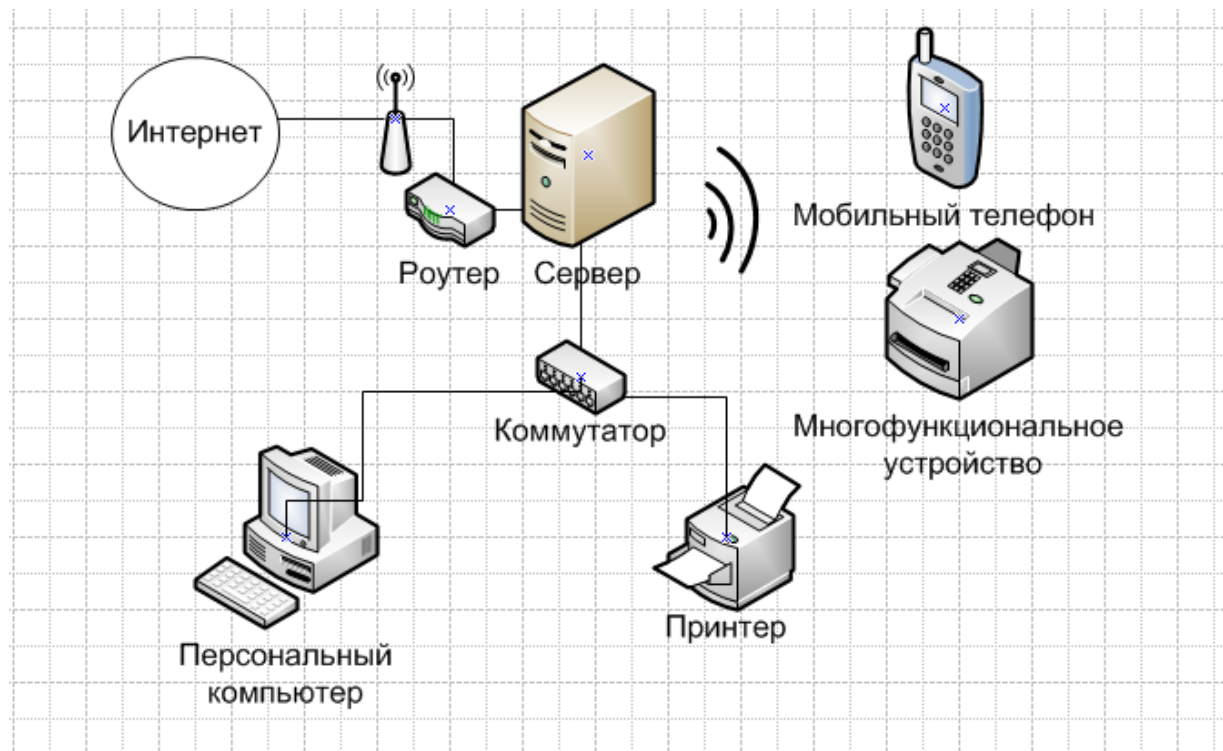 Интернет
Мобильный телефон
Роутер
Сервер
Коммутатор
Многофункциональное
устройство
Принтер
Персональный
компьютер